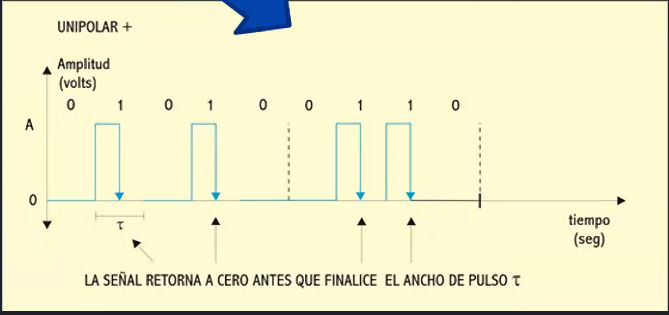 UNIPOLAR +
Amplitud
(volts)
0 1 0 1 0 0 1 1 0
A
0
τ
tiempo
(seg)
LA SEÑAL RETORNA A CERO ANTES QUE FINALICE EL ANCHO DE PULSO τ